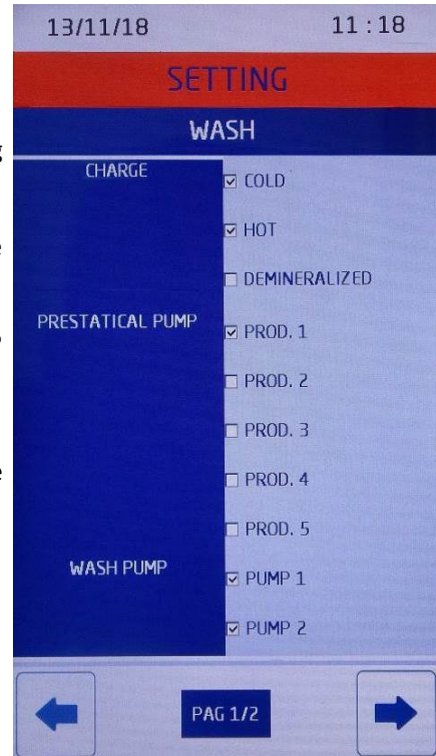 13/11/18 11 : 18
SETTING
WASH
CHARGE
COLD
HOT
DEMINERALIZED
PRESTATICAL PUMP
PROD. 1
PROD. 2
PROD. 3
PROD. 4
PROD. 5
WASH PUMP
PUMP 1
PUMP 2
PAG 1/2